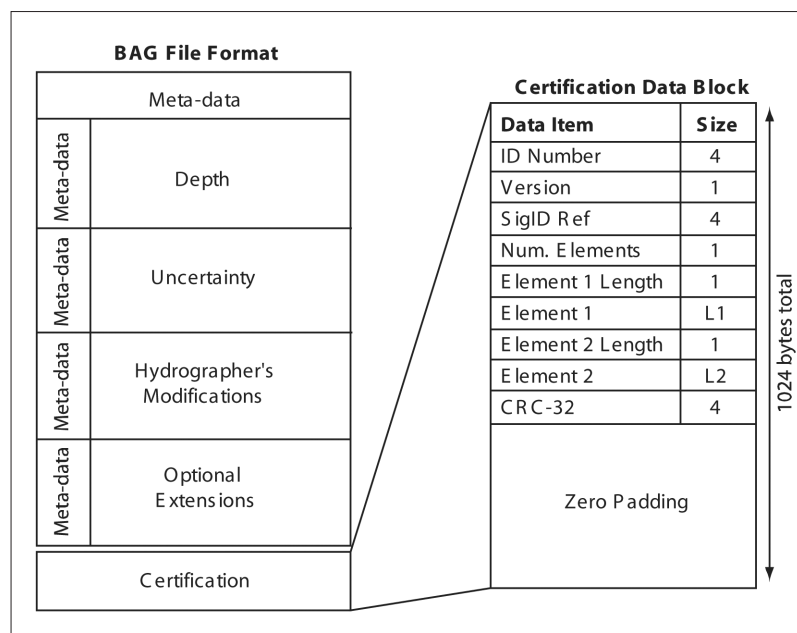 BAG File Format
Meta-data
Meta-data
Depth
Meta-data
Uncertainty
Meta-data
Hydrographer's
Modifications
Meta-data
Optional
Extensions
Certification
Certification Data Block
Data Item Size
ID Number 4
Version 1
SigID Ref 4
Num. Elements 1
Element 1 Length 1
Element 1 L1
Element 2 Length 1
Element 2 L2
CRC-32 4
Zero Padding
1024 bytes total